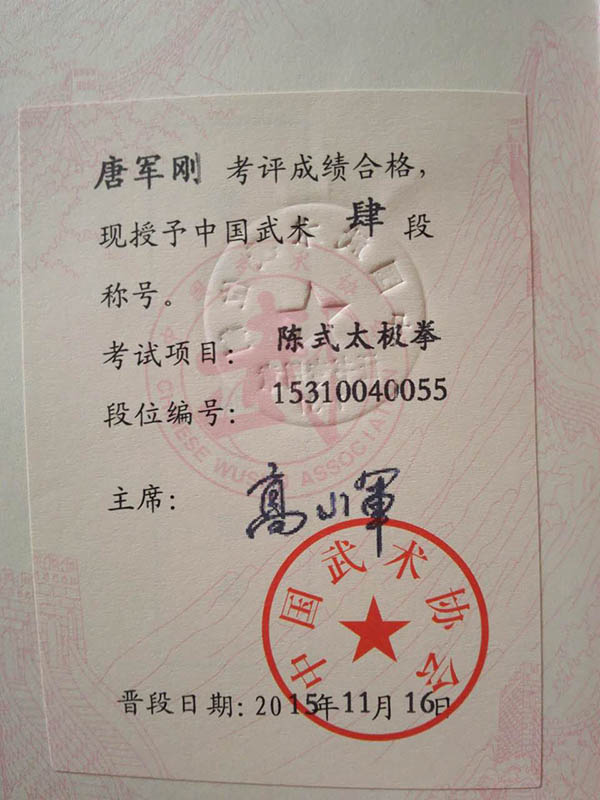 唐军刚 考评成绩合格，
现授予中国武术 肆 段
称号。
考试项目：陈式太极拳
段位编号：15310040055
主席：高小军
中国武术协会
晋段日期：2015年11月16日
CHINESE WUSHU ASSOCIATION